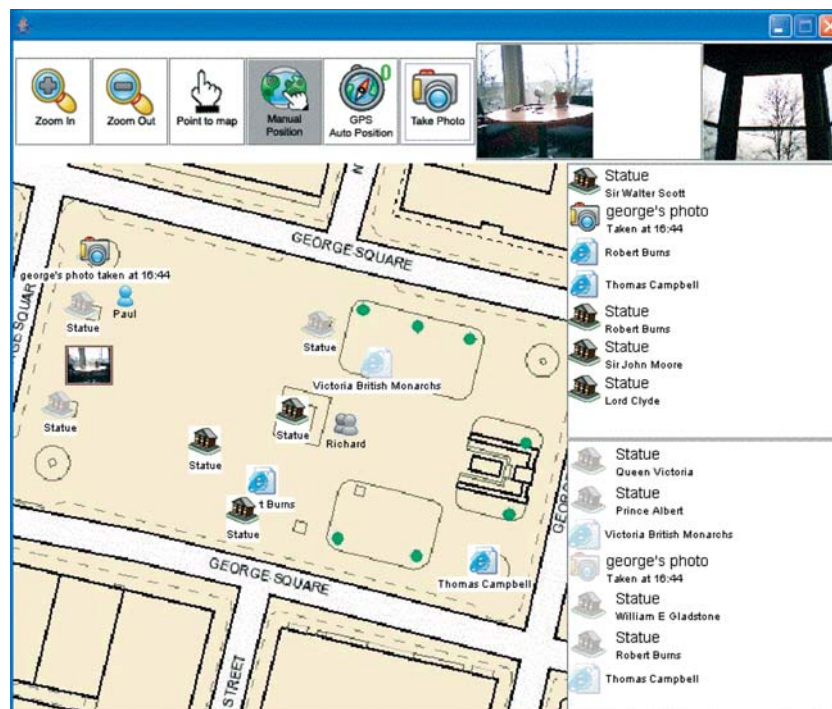 Zoom In
Zoom Out
Point to map
Manual
Position
0
GPS
Auto Position
Take Photo
GEORGE SQUARE
GEORGE SQUAR
george's photo taken at 16:44
Paul
Statue
Statue
Victoria British Monarchs
Statue
Statue
Richard
Statue
t Burns
Statue
GEORGE
Thomas Campbell
GEORGE SQUARE
STREET
Statue
Sir Walter Scott
george's photo
Taken at 16:44
Robert Burns
Thomas Campbell
Statue
Robert Burns
Statue
Sir John Moore
Statue
Lord Clyde
Statue
Queen Victoria
Statue
Prince Albert
Victoria British Monarchs
george's photo
Taken at 16:44
Statue
William E Gladstone
Statue
Robert Burns
Thomas Campbell